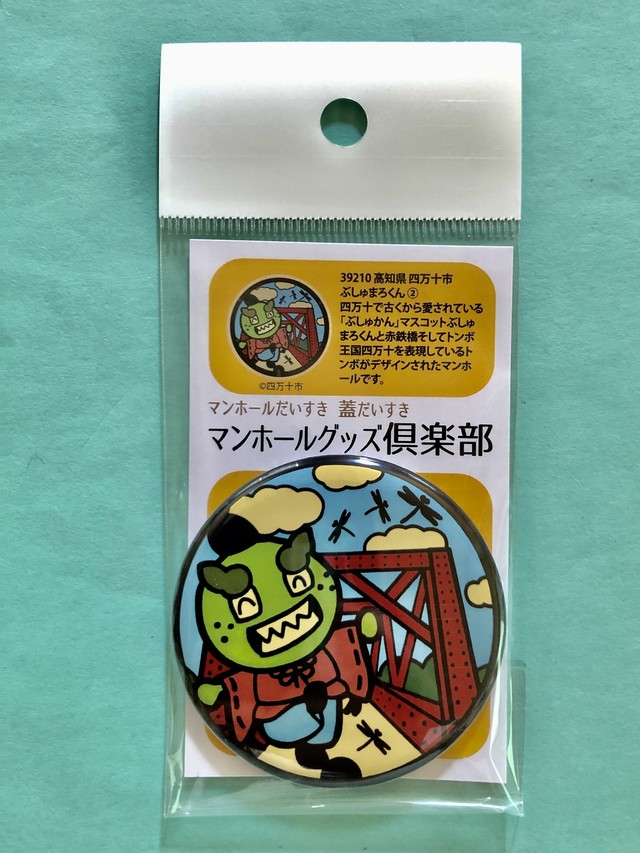 39210 高知県 四万十市
ぶしゅまろくん②
四万十で古くから愛されている
「ぶしゅかん」マスコットぶしゅ
まろくんと赤鉄橋そしてトンボ
王国四万十を表現しているト
ンボがデザインされたマンホ
ールです。
©四万十市
マンホールだいすき 蓋だいすき
マンホールグッズ倶楽部